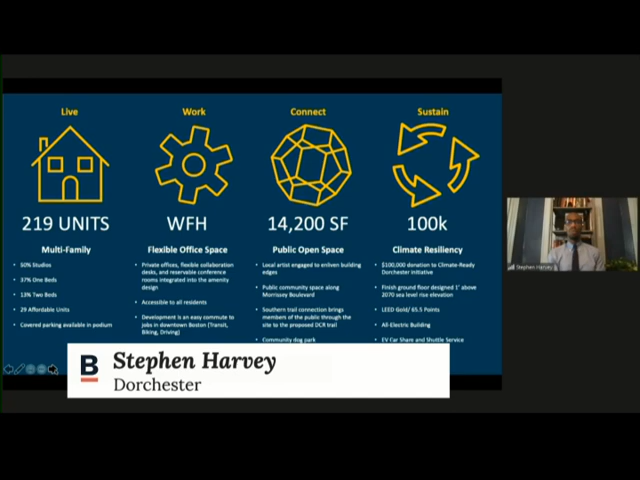 Live
219 UNITS
Multi-Family
50% Studios
37% One Beds
13% Two Beds
29 Affordable Units
Covered parking available in podium
Work
WFH
Flexible Office Space
Private offices, flexible collaboration
desks, and reservable conference
rooms integrated into the amenity
design
Accessible to all residents
Development is an easy commute to
jobs in downtown Boston (Transit,
Biking, Driving)
Connect
14,200 SF
Public Open Space
Local artist engaged to enliven building
edges
Public community space along
Morrissey Boulevard
Southern trail connection brings
members of the public through the
site to the proposed DCR trail
Community dog park
Sustain
100k
Climate Resiliency
$100,000 donation to Climate-Ready
Dorchester Initiative
Finish ground floor designed 1' above
2070 sea level rise elevation
LEED Gold/ 65.5 Points
All-Electric Building
EV Car Share and Shuttle Service
Stephen Harvey
B
Stephen Harvey
Dorchester